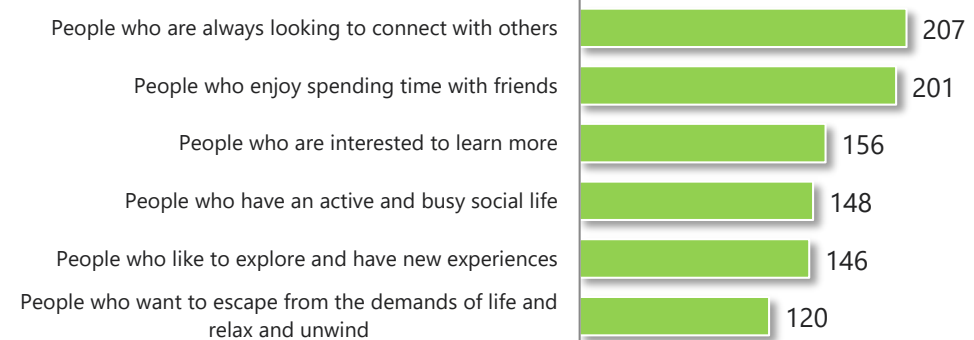 People who are always looking to connect with others 207
People who enjoy spending time with friends 201
People who are interested to learn more 156
People who have an active and busy social life 148
People who like to explore and have new experiences 146
People who want to escape from the demands of life and
relax and unwind 120